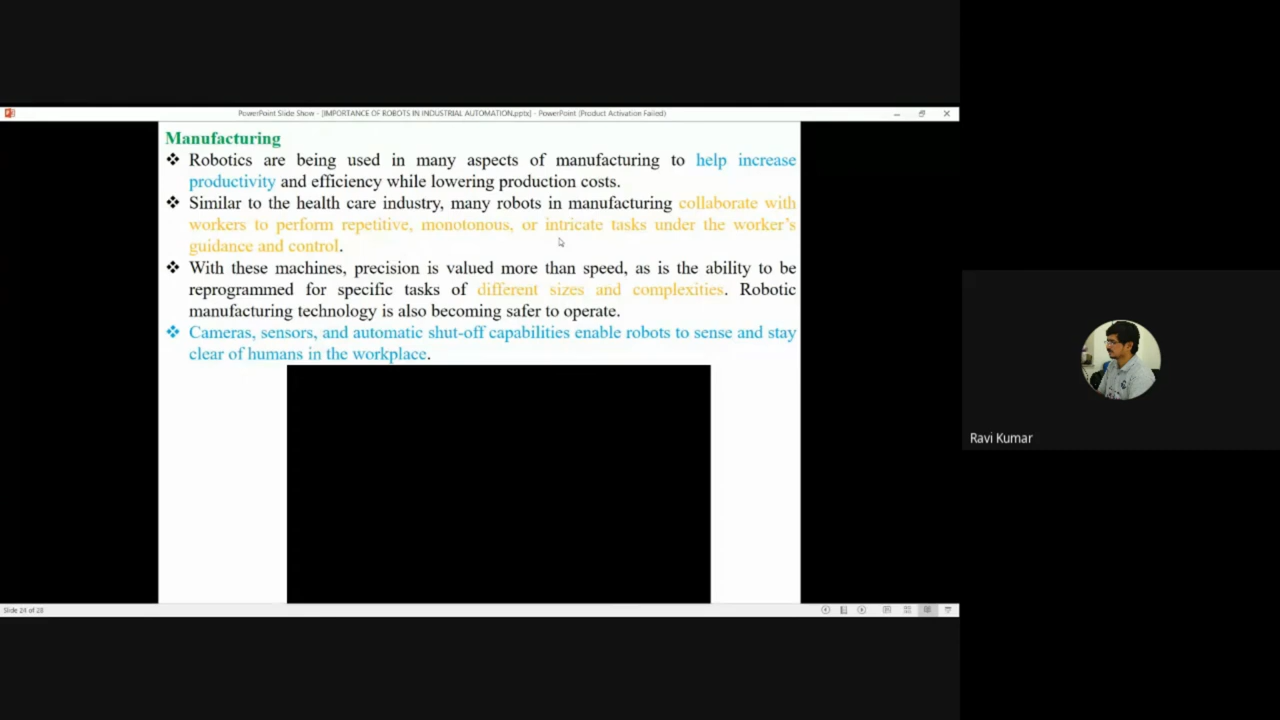 PowerPoint Slide Show - [IMPORTANCE OF ROBOTS IN INDUSTRIAL AUTOMATION.pptx] - PowerPoint (Product Activation Failed)
Manufacturing
❖ Robotics are being used in many aspects of manufacturing to help increase
productivity and efficiency while lowering production costs.
❖ Similar to the health care industry, many robots in manufacturing collaborate with
workers to perform repetitive, monotonous, or intricate tasks under the worker’s
guidance and control.
❖ With these machines, precision is valued more than speed, as is the ability to be
reprogrammed for specific tasks of different sizes and complexities. Robotic
manufacturing technology is also becoming safer to operate.
❖ Cameras, sensors, and automatic shut-off capabilities enable robots to sense and stay
clear of humans in the workplace.
Ravi Kumar
Slide 24 of 28